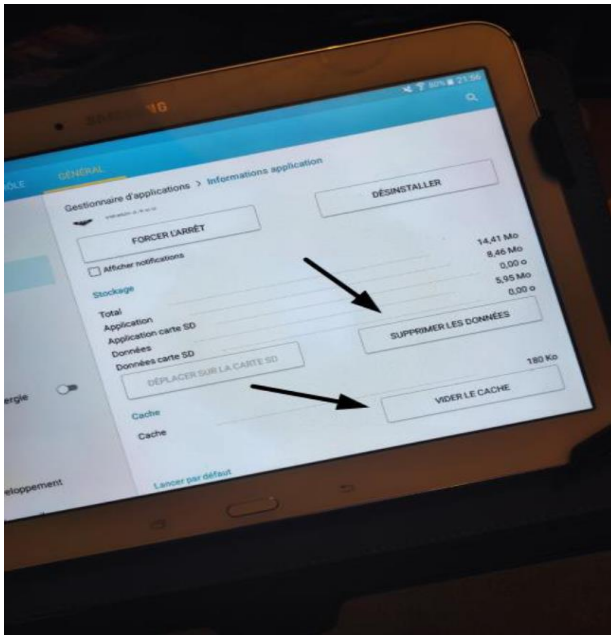 SAMSUNG
50% 21:56
RÔLE
GÉNÉRAL
Gestionnaire d'applications > Informations application
FORCER L'ARRÊT
DÉSINSTALLER
Afficher notifications
Stockage
Total 14,41 Mo
Application 8,46 Mo
Application carte SD 0,00 o
Données 5,95 Mo
Données carte SD 0,00 o
DÉPLACER SUR LA CARTE SD
SUPPRIMER LES DONNÉES
Cache
Cache 180 Ko
VIDER LE CACHE
Lancer par défaut
ergie
eloppement